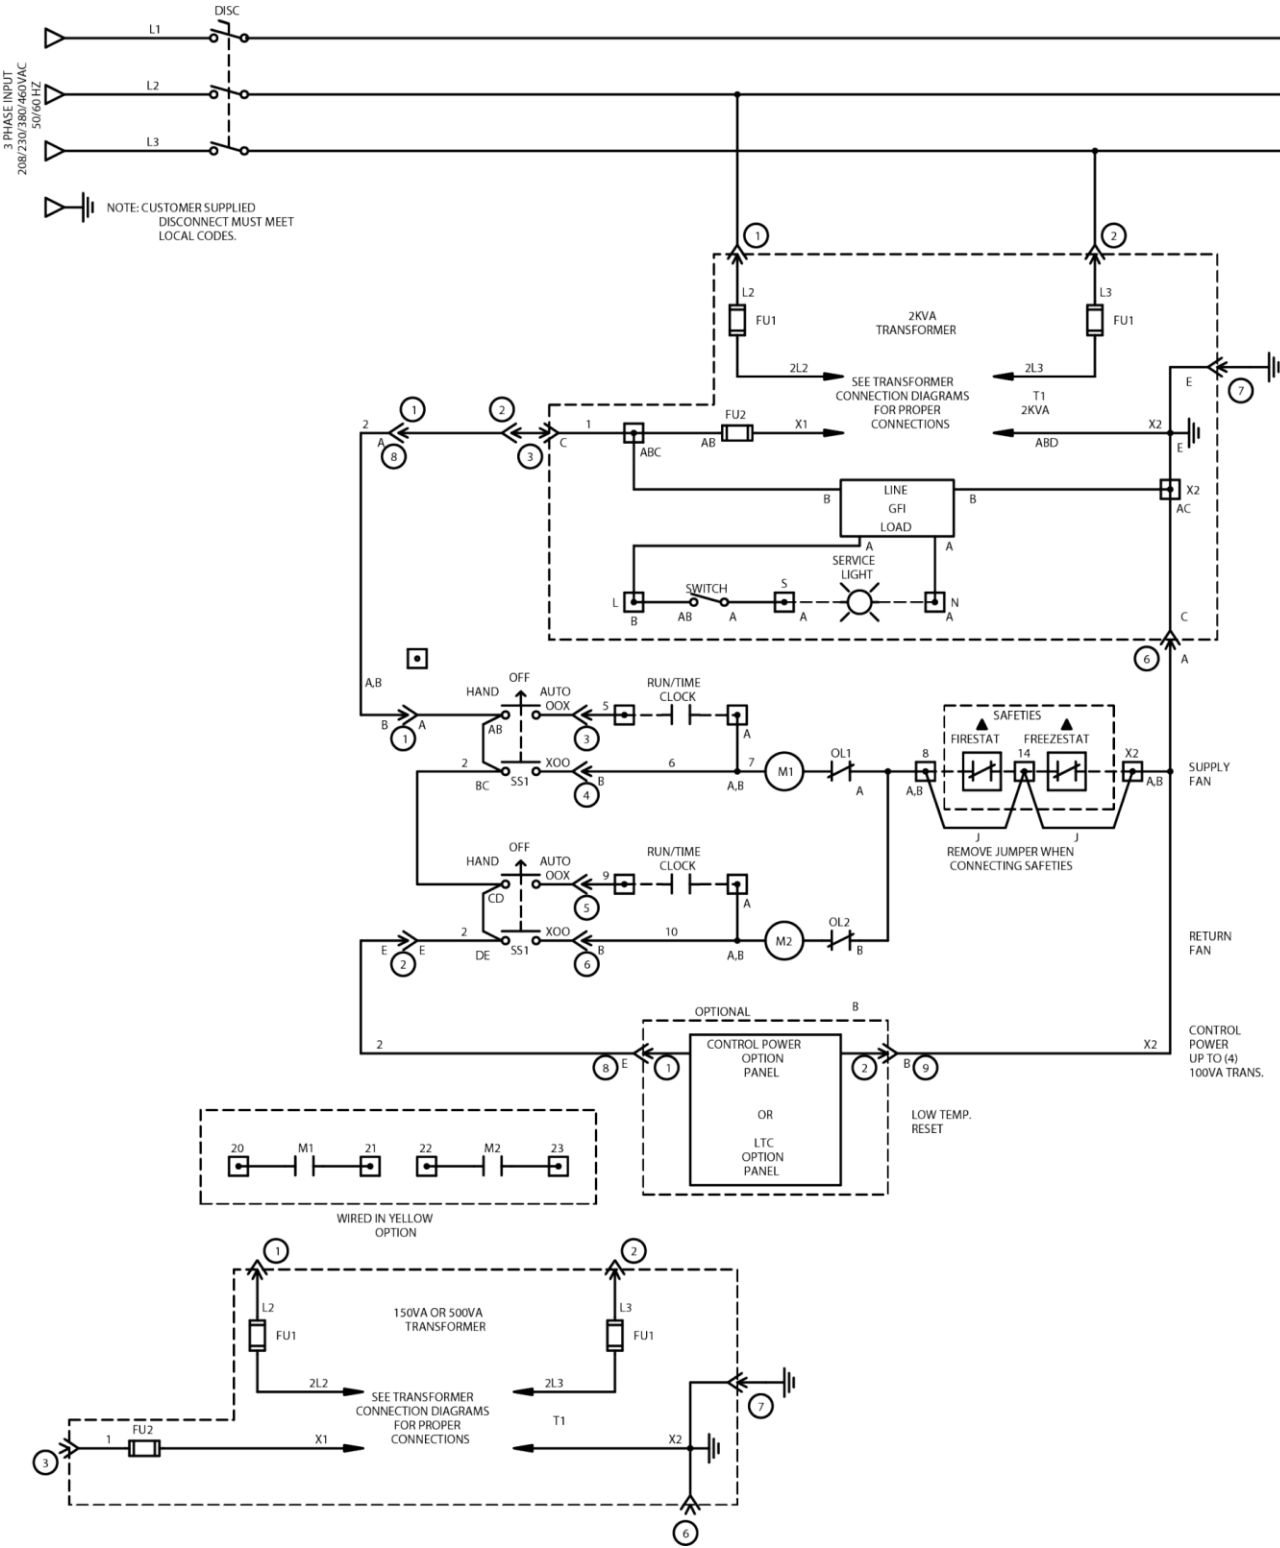 DISC
L1
L2
L3
3 PHASE INPUT
208/230/380/460VAC
50/60 HZ
NOTE: CUSTOMER SUPPLIED
DISCONNECT MUST MEET
LOCAL CODES.
1
2
L2
L3
FU1
2KVA
TRANSFORMER
FU1
2L2
2L3
SEE TRANSFORMER
CONNECTION DIAGRAMS
FOR PROPER
CONNECTIONS
T1
2KVA
E
7
1
2
2
A
8
3
C
1
ABC
FU2
AB
X1
ABD
X2
E
B
LINE
GFI
LOAD
B
X2
AC
A
A
SERVICE
LIGHT
L
B
SWITCH
AB
A
S
A
N
A
C
6
A
A,B
OFF
HAND
AUTO
OOX
RUN/TIME
CLOCK
B
A
1
AB
5
3
A
SAFETIES
FIRESTAT
FREEZESTAT
2
BC
XOO
SS1
B
4
6
7
A,B
M1
OL1
A
8
A,B
14
X2
A,B
SUPPLY
FAN
J
J
REMOVE JUMPER WHEN
CONNECTING SAFETIES
OFF
HAND
AUTO
OOX
RUN/TIME
CLOCK
CD
9
5
A
E
E
2
2
DE
XOO
SS1
B
6
10
A,B
M2
OL2
B
RETURN
FAN
OPTIONAL
B
2
8
E
1
CONTROL POWER
OPTION
PANEL
OR
LTC
OPTION
PANEL
2
B
9
X2
CONTROL
POWER
UP TO (4)
100VA TRANS.
LOW TEMP.
RESET
20
M1
21
22
M2
23
WIRED IN YELLOW
OPTION
1
2
L2
L3
FU1
150VA OR 500VA
TRANSFORMER
FU1
2L2
2L3
SEE TRANSFORMER
CONNECTION DIAGRAMS
FOR PROPER
CONNECTIONS
T1
7
3
1
FU2
X1
X2
6